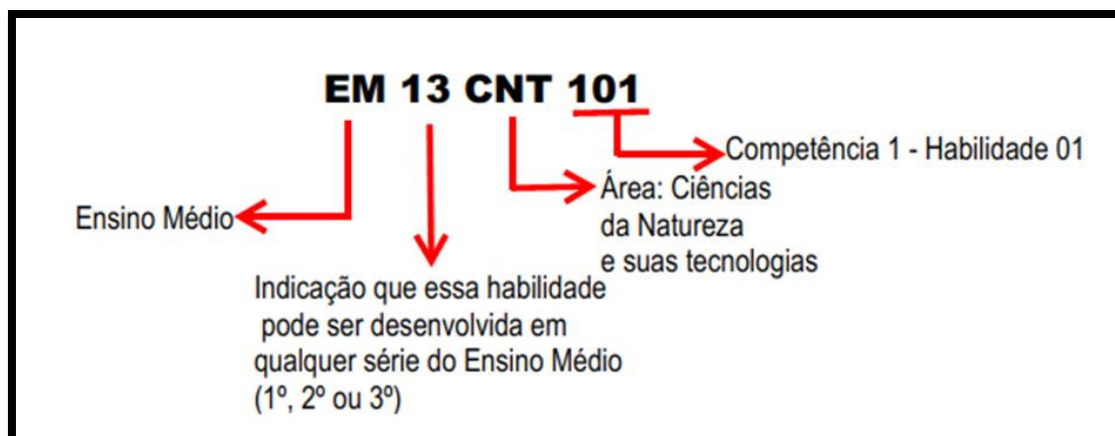 EM 13 CNT 101
Competência 1 - Habilidade 01
Área: Ciências
da Natureza
e suas tecnologias
Ensino Médio
Indicação que essa habilidade
pode ser desenvolvida em
qualquer série do Ensino Médio
(1º, 2º ou 3º)